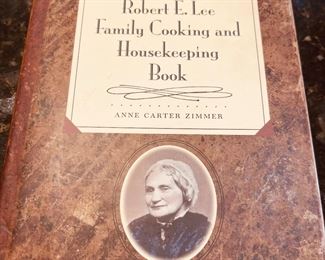 Robert E. Lee
Family Cooking and
Housekeeping
Book
ANNE CARTER ZIMMER